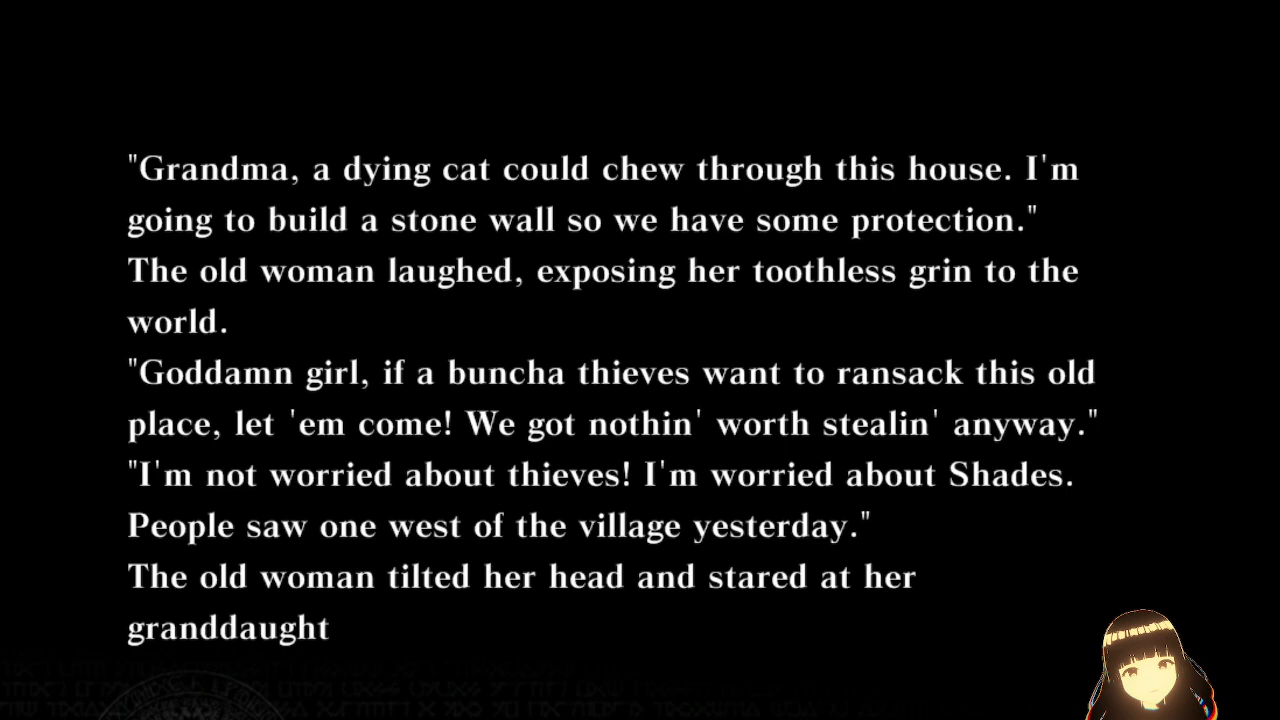 "Grandma, a dying cat could chew through this house. I'm
going to build a stone wall so we have some protection."
The old woman laughed, exposing her toothless grin to the
world.
"Goddamn girl, if a buncha thieves want to ransack this old
place, let 'em come! We got nothin' worth stealin' anyway."
"I'm not worried about thieves! I'm worried about Shades.
People saw one west of the village yesterday."
The old woman tilted her head and stared at her
granddaught